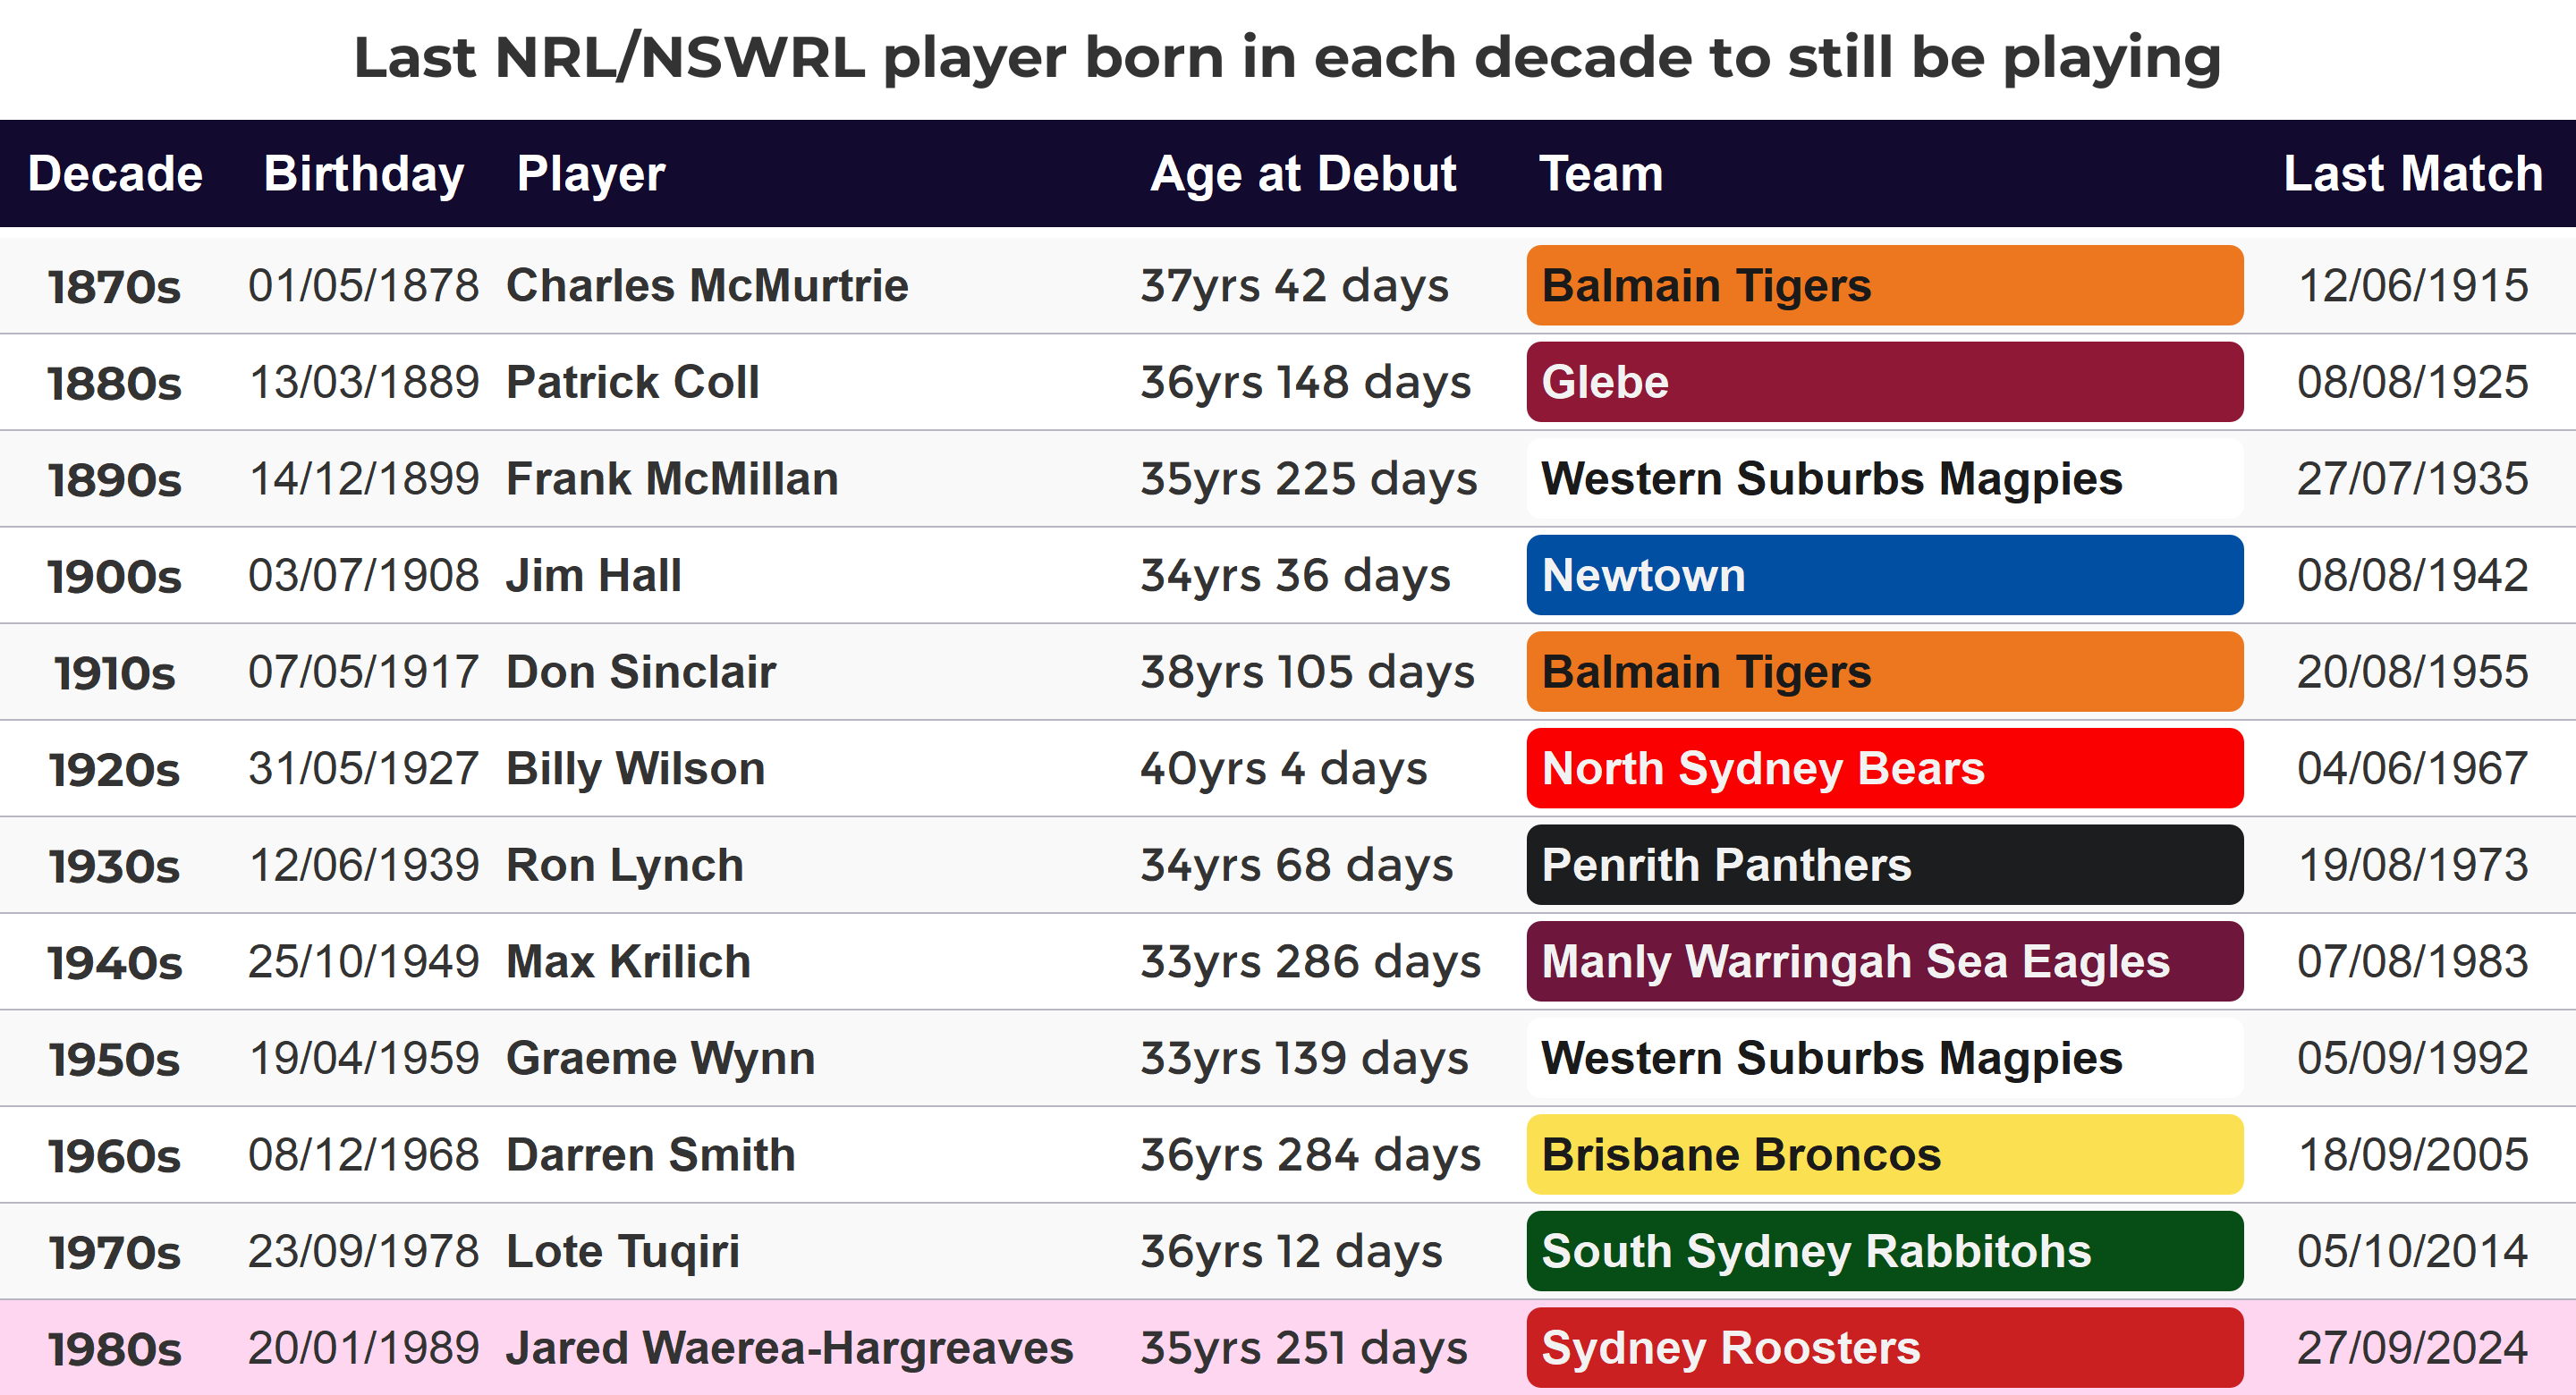 Last NRL/NSWRL player born in each decade to still be playing
Decade Birthday Player Age at Debut Team Last Match
1870s 01/05/1878 Charles McMurtrie 37yrs 42 days Balmain Tigers 12/06/1915
1880s 13/03/1889 Patrick Coll 36yrs 148 days Glebe 08/08/1925
1890s 14/12/1899 Frank McMillan 35yrs 225 days Western Suburbs Magpies 27/07/1935
1900s 03/07/1908 Jim Hall 34yrs 36 days Newtown 08/08/1942
1910s 07/05/1917 Don Sinclair 38yrs 105 days Balmain Tigers 20/08/1955
1920s 31/05/1927 Billy Wilson 40yrs 4 days North Sydney Bears 04/06/1967
1930s 12/06/1939 Ron Lynch 34yrs 68 days Penrith Panthers 19/08/1973
1940s 25/10/1949 Max Krilich 33yrs 286 days Manly Warringah Sea Eagles 07/08/1983
1950s 19/04/1959 Graeme Wynn 33yrs 139 days Western Suburbs Magpies 05/09/1992
1960s 08/12/1968 Darren Smith 36yrs 284 days Brisbane Broncos 18/09/2005
1970s 23/09/1978 Lote Tuqiri 36yrs 12 days South Sydney Rabbitohs 05/10/2014
1980s 20/01/1989 Jared Waerea-Hargreaves 35yrs 251 days Sydney Roosters 27/09/2024